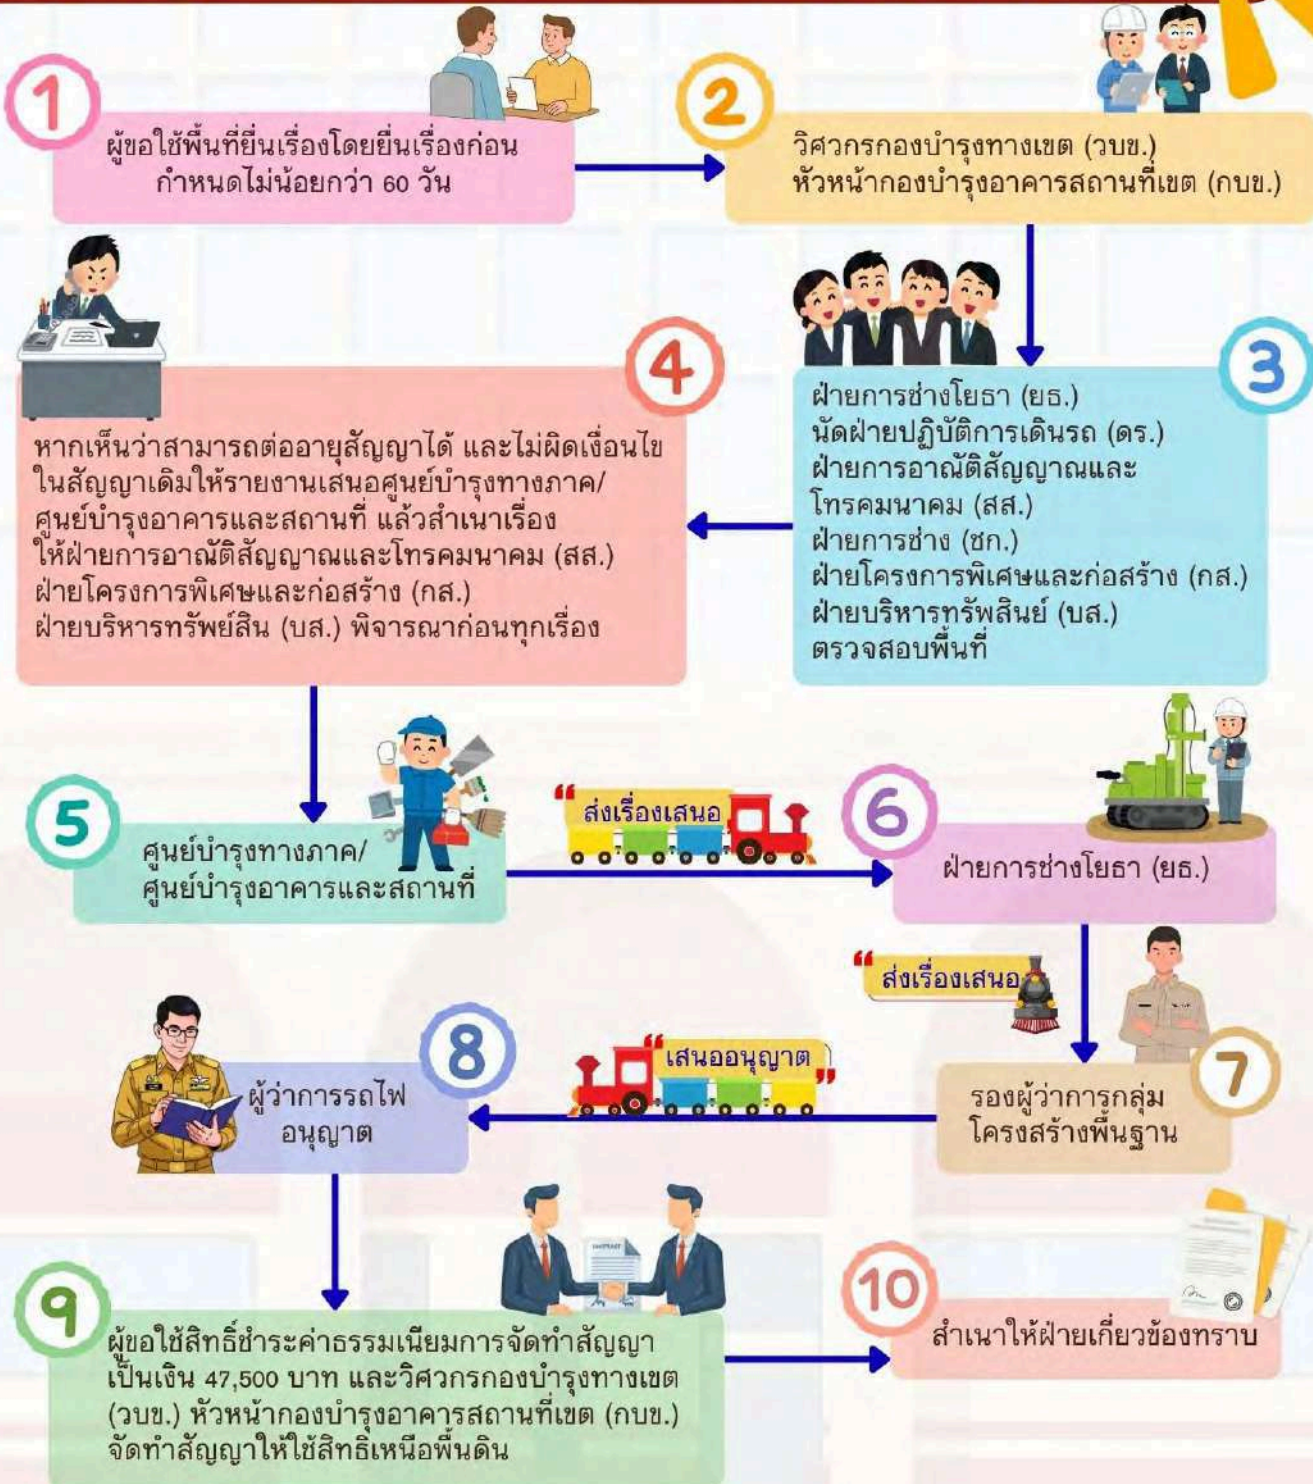 1
ผู้ขอใช้พื้นที่ยื่นเรื่องโดยยื่นเรื่องก่อน
กำหนดไม่น้อยกว่า 60 วัน
2
วิศวกรกองบำรุงทางเขต (วบข.)
หัวหน้ากองบำรุงอาคารสถานที่เขต (กบข.)
3
ฝ่ายการช่างโยธา (ยธ.)
นัดฝ่ายปฏิบัติการเดินรถ (ดร.)
ฝ่ายการอาณัติสัญญาณและ
โทรคมนาคม (สส.)
ฝ่ายการช่าง (ชก.)
ฝ่ายโครงการพิเศษและก่อสร้าง (กส.)
ฝ่ายบริหารทรัพสินย์ (บส.)
ตรวจสอบพื้นที่
4
หากเห็นว่าสามารถต่ออายุสัญญาได้ และไม่ผิดเงื่อนไข
ในสัญญาเดิมให้รายงานเสนอศูนย์บำรุงทางภาค/
ศูนย์บำรุงอาคารและสถานที่ แล้วสำเนาเรื่อง
ให้ฝ่ายการอาณัติสัญญาณและโทรคมนาคม (สส.)
ฝ่ายโครงการพิเศษและก่อสร้าง (กส.)
ฝ่ายบริหารทรัพย์สิน (บส.) พิจารณาก่อนทุกเรื่อง
5
ศูนย์บำรุงทางภาค/
ศูนย์บำรุงอาคารและสถานที่
“ส่งเรื่องเสนอ
6
ฝ่ายการช่างโยธา (ยธ.)
“ส่งเรื่องเสนอ
7
รองผู้ว่าการกลุ่ม
โครงสร้างพื้นฐาน
“เสนออนุญาต”
8
ผู้ว่าการรถไฟ
อนุญาต
9
ผู้ขอใช้สิทธิ์ชำระค่าธรรมเนียมการจัดทำสัญญา
เป็นเงิน 47,500 บาท และวิศวกรกองบำรุงทางเขต
(วบข.) หัวหน้ากองบำรุงอาคารสถานที่เขต (กบข.)
จัดทำสัญญาให้ใช้สิทธิเหนือพื้นดิน
CONTRACT
10
สำเนาให้ฝ่ายเกี่ยวข้องทราบ